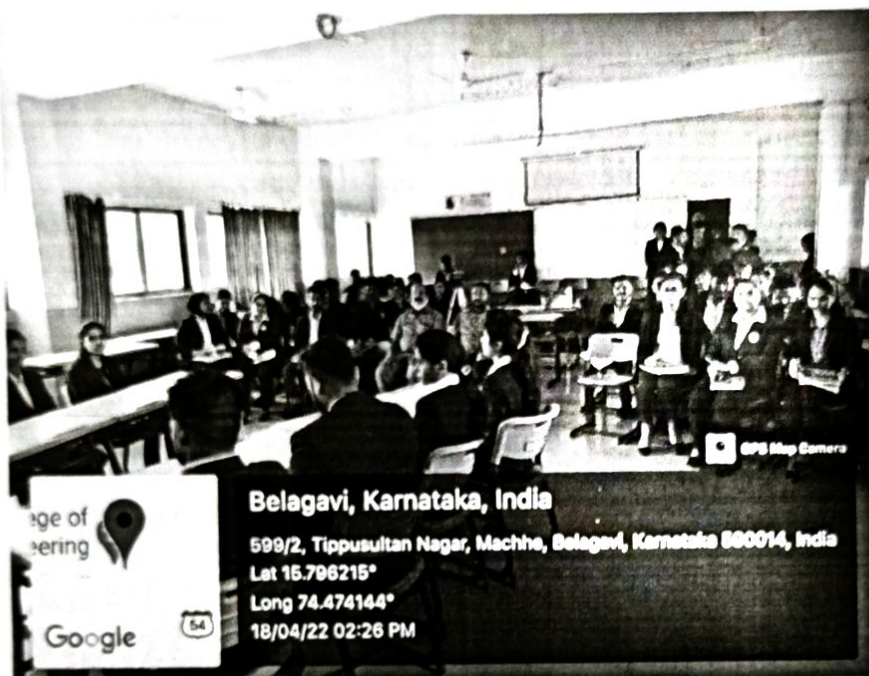 GPS Map Camera
ege of
eering
Google
54
Belagavi, Karnataka, India
599/2, Tippusultan Nagar, Machhe, Belagavi, Karnataka 590014, India
Lat 15.796215°
Long 74.474144°
18/04/22 02:26 PM